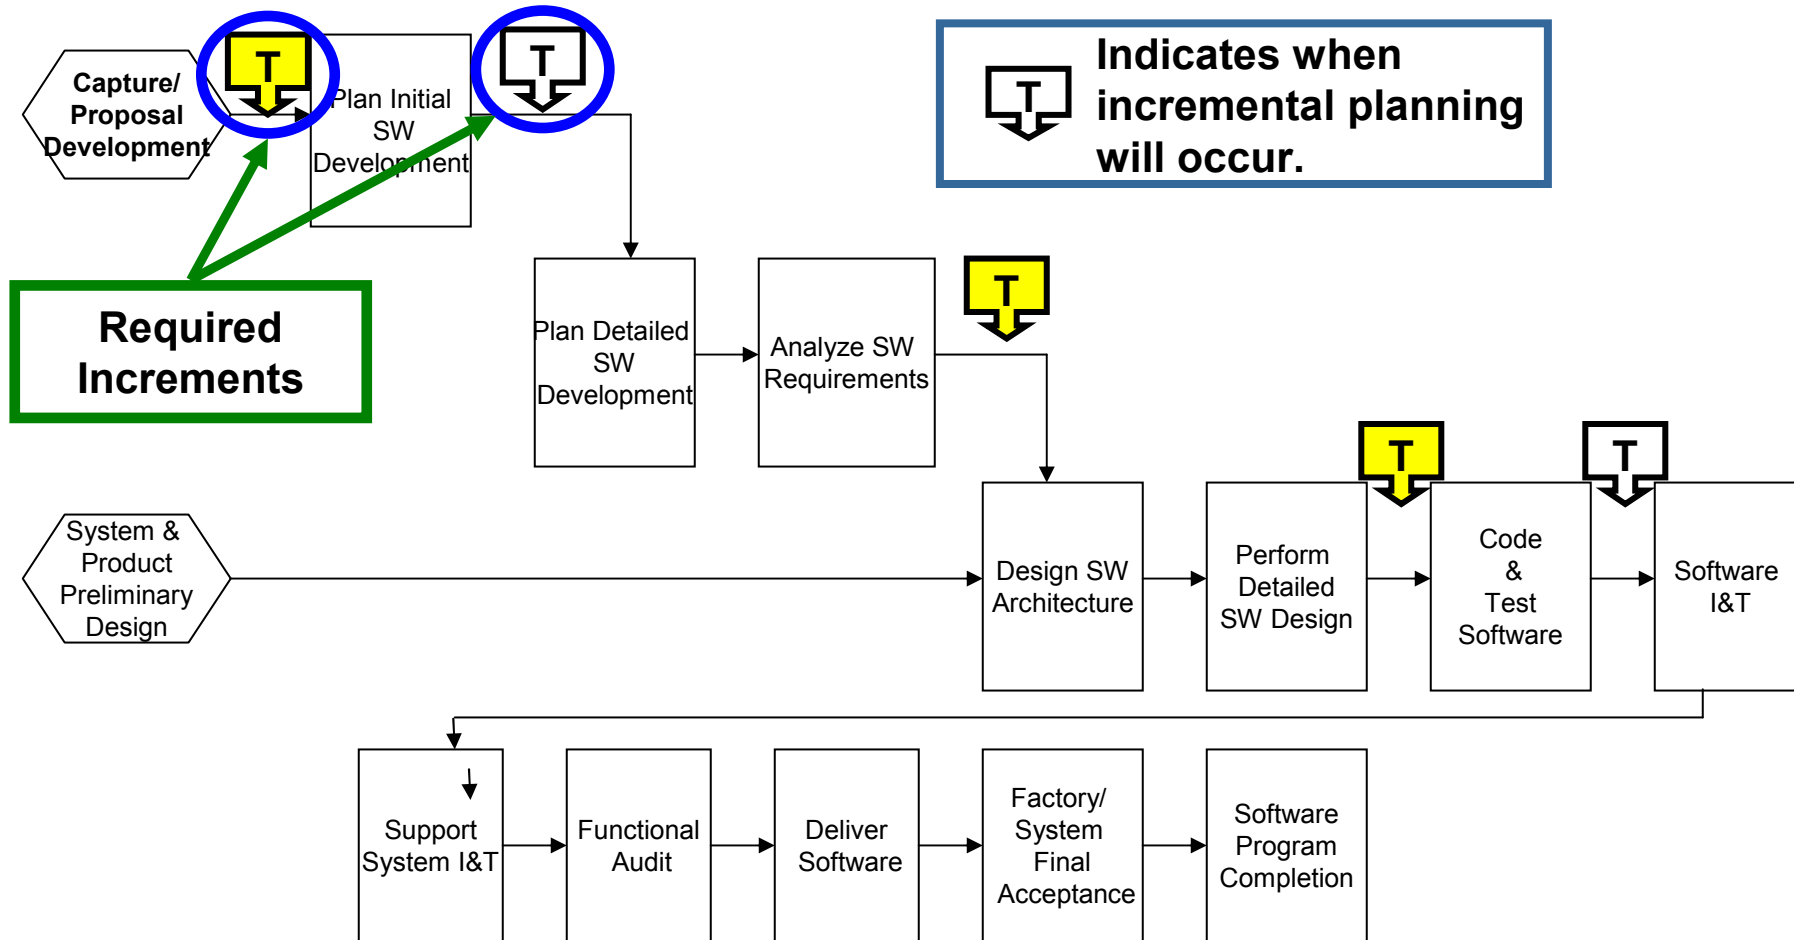 T
T
Capture/
Proposal
Development
Plan Initial
SW
Development
T
Indicates when
incremental planning
will occur.
Required
Increments
Plan Detailed
SW
Development
Analyze SW
Requirements
T
T
T
System &
Product
Preliminary
Design
Design SW
Architecture
Perform
Detailed
SW Design
Code
&
Test
Software
Software
I&T
Support
System I&T
Functional
Audit
Deliver
Software
Factory/
System
Final
Acceptance
Software
Program
Completion